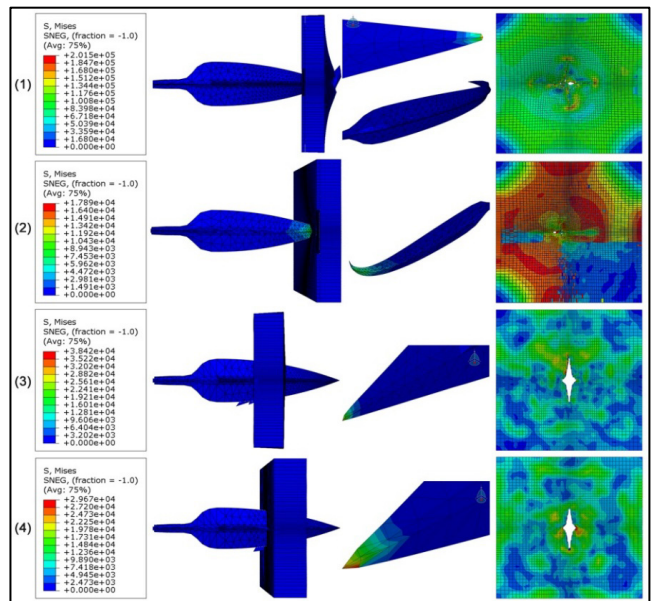 (1)
S, Mises
SNEG, (fraction = -1.0)
(Avg: 75%)
+2.015e+05
+1.847e+05
+1.680e+05
+1.512e+05
+1.344e+05
+1.176e+05
+1.008e+05
+8.398e+04
+6.718e+04
+5.039e+04
+3.359e+04
+1.680e+04
+0.000e+00
(2)
S, Mises
SNEG, (fraction = -1.0)
(Avg: 75%)
+1.789e+04
+1.640e+04
+1.491e+04
+1.342e+04
+1.192e+04
+1.043e+04
+8.943e+03
+7.453e+03
+5.962e+03
+4.472e+03
+2.981e+03
+1.491e+03
+0.000e+00
(3)
S, Mises
SNEG, (fraction = -1.0)
(Avg: 75%)
+3.842e+04
+3.522e+04
+3.202e+04
+2.882e+04
+2.561e+04
+2.241e+04
+1.921e+04
+1.601e+04
+1.281e+04
+9.606e+03
+6.404e+03
+3.202e+03
+0.000e+00
(4)
S, Mises
SNEG, (fraction = -1.0)
(Avg: 75%)
+2.967e+04
+2.720e+04
+2.473e+04
+2.225e+04
+1.978e+04
+1.731e+04
+1.484e+04
+1.236e+04
+9.890e+03
+7.418e+03
+4.945e+03
+2.473e+03
+0.000e+00